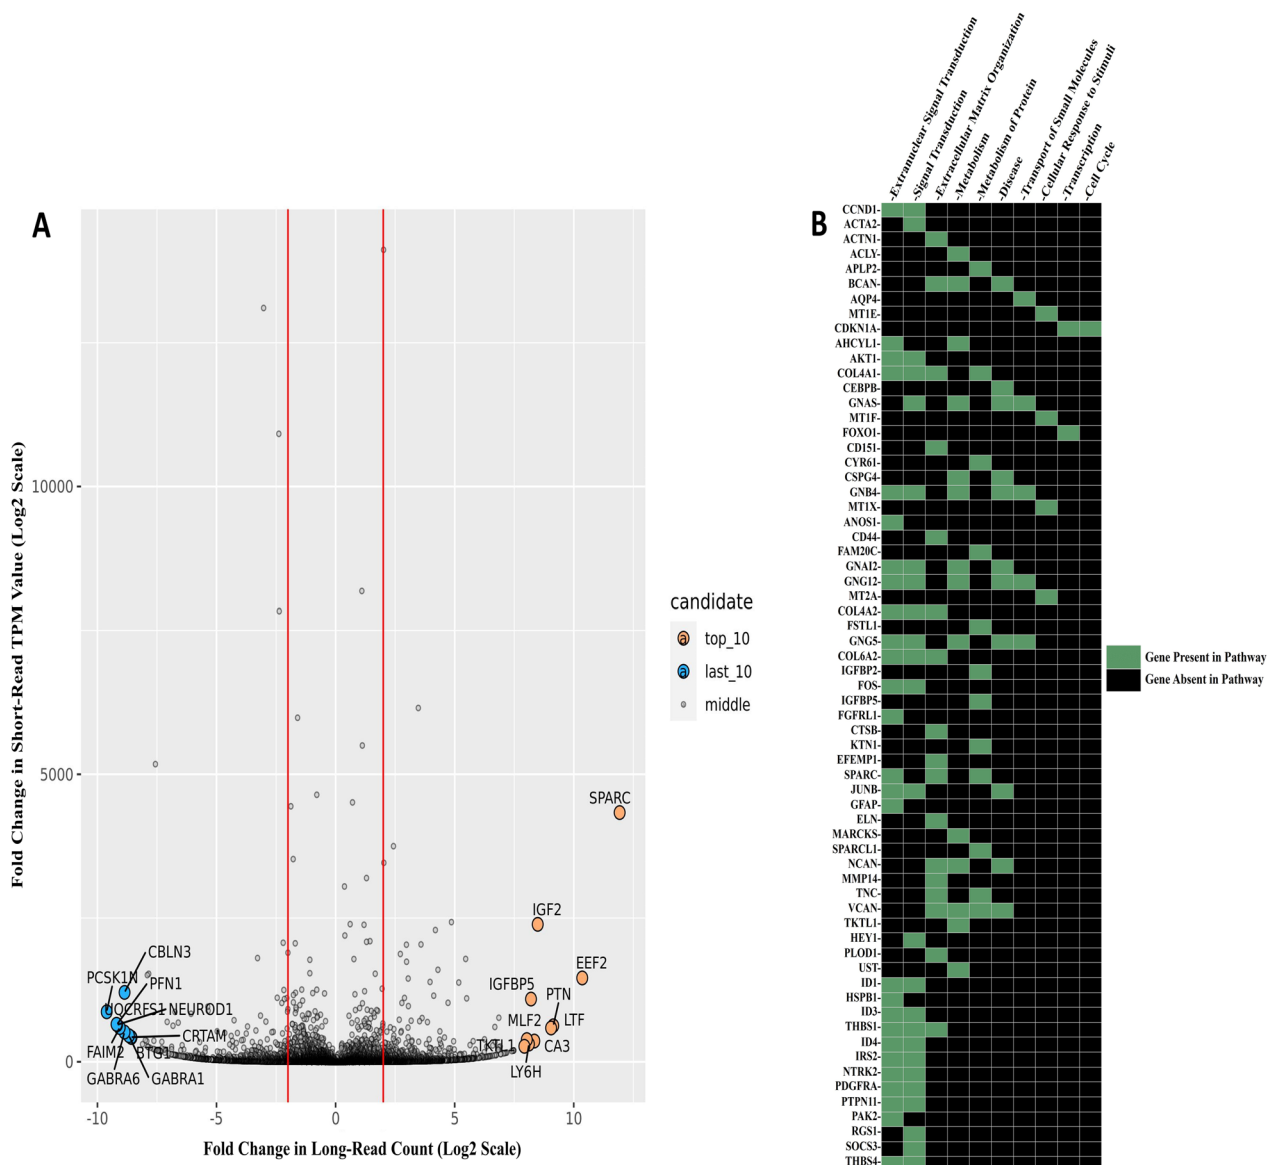 A
Fold Change in Short-Read TPM Value (Log2 Scale)
10000
5000
0
-10
-5
0
5
10
Fold Change in Long-Read Count (Log2 Scale)
SPARC
IGF2
EEF2
IGFBP5
PTN
MLF2
LTF
TKTL1
CA3
LY6H
CBLN3
PCSK1N
PFN1
UQCRFS1
NEUROD1
CRTAM
FAIM2
BTG1
GABRA6
GABRA1
candidate
a top_10
a last_10
middle
B
-Extranuclear Signal Transduction
-Signal Transduction
-Extracellular Matrix Organization
-Metabolism
-Metabolism of Protein
-Disease
-Transport of Small Molecules
-Cellular Response to Stimuli
-Transcription
-Cell Cycle
CCND1-
ACTA2-
ACTN1-
ACLY-
APLP2-
BCAN-
AQP4-
MT1E-
CDKN1A-
AHCYL1-
AKT1-
COL4A1-
CEBPB-
GNAS-
MT1F-
FOXO1-
CD151-
CYR61-
CSPG4-
GNB4-
MT1X-
ANOS1-
CD44-
FAM20C-
GNAI2-
GNG12-
MT2A-
COL4A2-
FSTL1-
GNG5-
COL6A2-
IGFBP2-
FOS-
IGFBP5-
FGFRL1-
CTSB-
KTN1-
EFEMP1-
SPARC-
JUNB-
GFAP-
ELN-
MARCKS-
SPARCL1-
NCAN-
MMP14-
TNC-
VCAN-
TKTL1-
HEY1-
PLOD1-
UST-
ID1-
HSPB1-
ID3-
THBS1-
ID4-
IRS2-
NTRK2-
PDGFRA-
PTPN11-
PAK2-
RGS1-
SOCS3-
THBS4-
Gene Present in Pathway
Gene Absent in Pathway